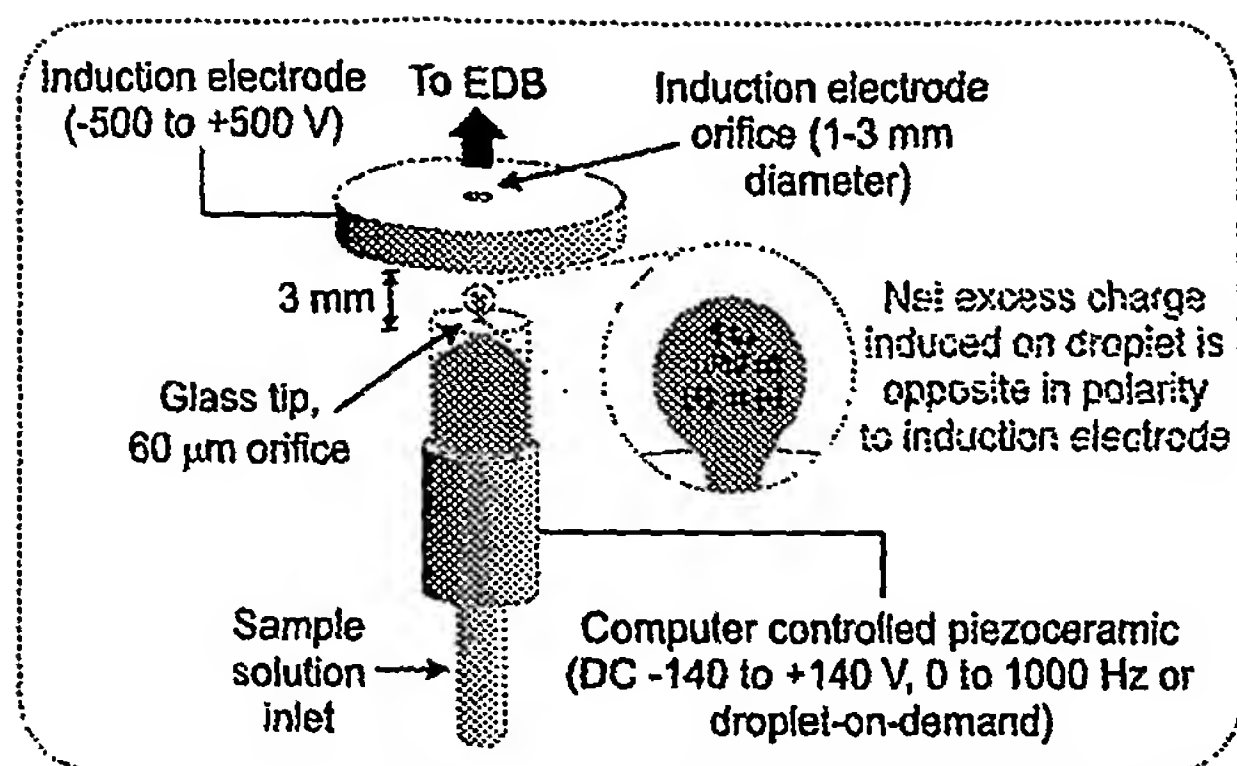 Induction electrode
(-500 to +500 V)
To EDB
Induction electrode
orifice (1-3 mm
diameter)
3 mm
Net excess charge
induced on droplet is
opposite in polarity
to induction electrode
Glass tip,
60 μm orifice
Sample
solution
inlet
Computer controlled piezoceramic
(DC -140 to +140 V, 0 to 1000 Hz or
droplet-on-demand)